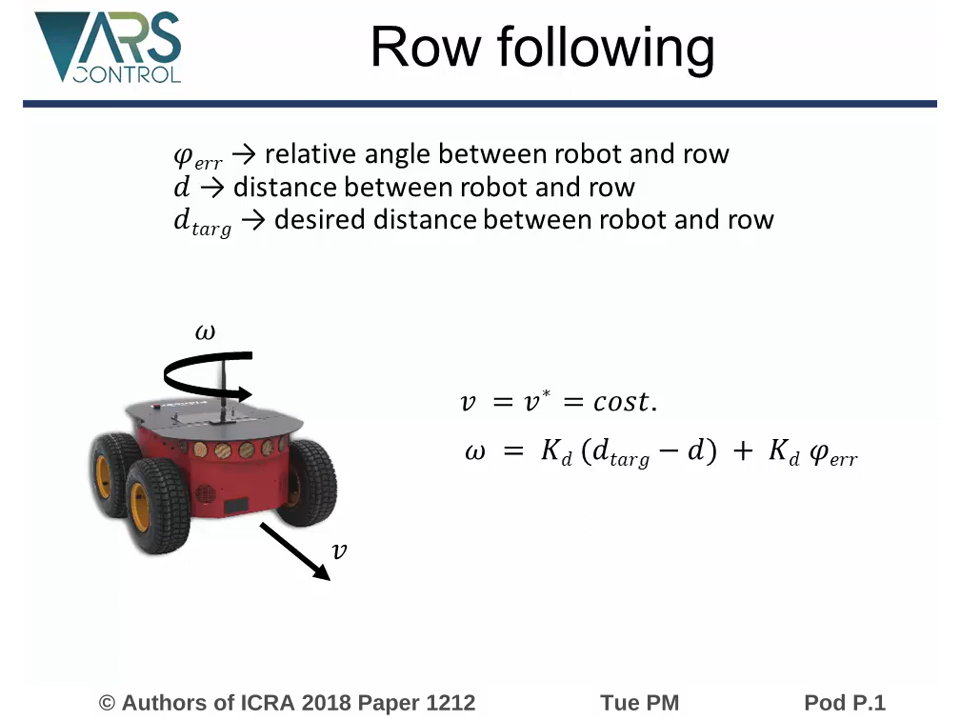 ARS
CONTROL
Row following
φ_err → relative angle between robot and row
d → distance between robot and row
d_targ → desired distance between robot and row
ω
v = v* = cost.
ω = K_d (d_targ − d) + K_d φ_err
v
© Authors of ICRA 2018 Paper 1212 Tue PM Pod P.1